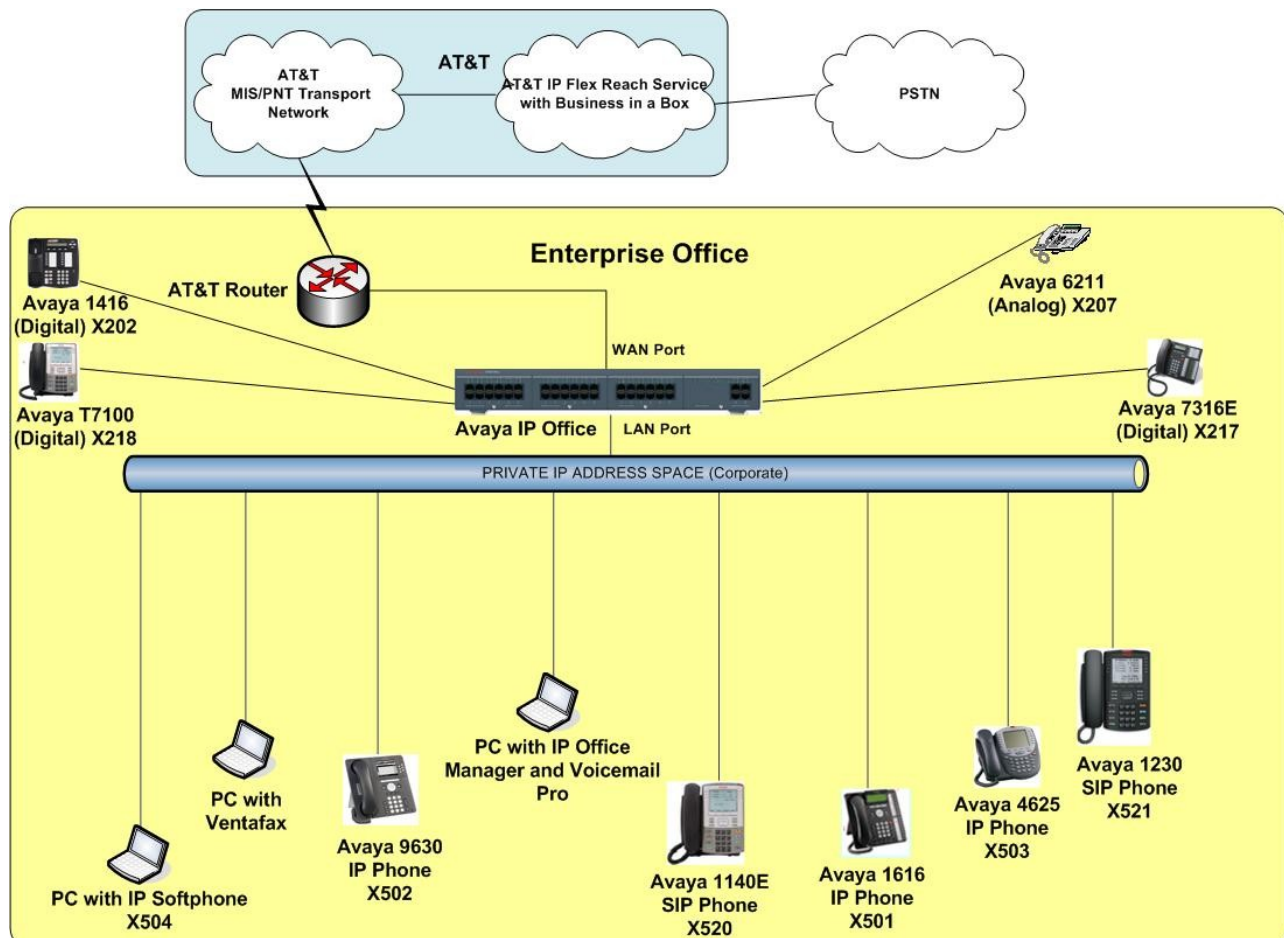 AT&T
MIS/PNT Transport
Network
AT&T
AT&T IP Flex Reach Service
with Business in a Box
PSTN
Enterprise Office
AT&T Router
Avaya 1416
(Digital) X202
Avaya 6211
(Analog) X207
WAN Port
Avaya T7100
(Digital) X218
Avaya IP Office
LAN Port
Avaya 7316E
(Digital) X217
PRIVATE IP ADDRESS SPACE (Corporate)
PC with IP Softphone
X504
PC with
Ventafax
Avaya 9630
IP Phone
X502
PC with IP Office
Manager and Voicemail
Pro
Avaya 1140E
SIP Phone
X520
Avaya 1616
IP Phone
X501
Avaya 4625
IP Phone
X503
Avaya 1230
SIP Phone
X521